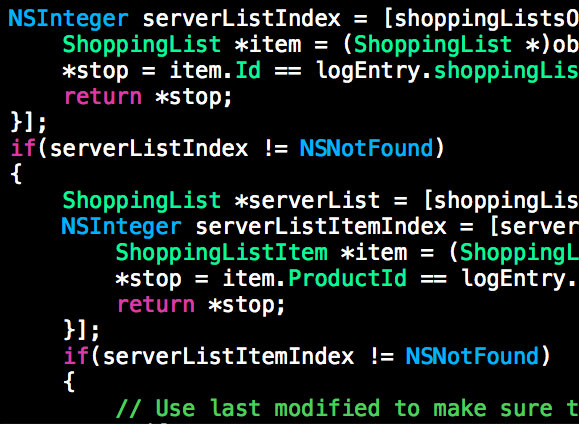 NSInteger serverListIndex = [shoppingListsO
ShoppingList *item = (ShoppingList *)ob
*stop = item.Id == logEntry.shoppingLis
return *stop;
}];
if(serverListIndex != NSNotFound)
{
ShoppingList *serverList = [shoppingLis
NSInteger serverListItemIndex = [server
ShoppingListItem *item = (ShoppingL
*stop = item.ProductId == logEntry.
return *stop;
}];
if(serverListItemIndex != NSNotFound)
{
// Use last modified to make sure t